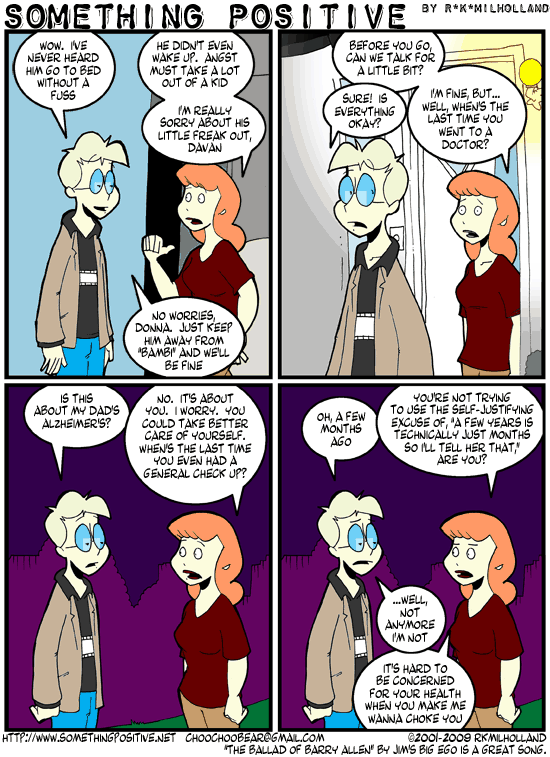 SOMETHING POSITIVE BY R*K*MILHOLLAND
WOW. I'VE
NEVER HEARD
HIM GO TO BED
WITHOUT A
FUSS
HE DIDN'T EVEN
WAKE UP. ANGST
MUST TAKE A LOT
OUT OF A KID
I'M REALLY
SORRY ABOUT HIS
LITTLE FREAK OUT,
DAVAN
NO WORRIES,
DONNA. JUST KEEP
HIM AWAY FROM
"BAMBI" AND WE'LL
BE FINE
BEFORE YOU GO,
CAN WE TALK FOR
A LITTLE BIT?
SURE! IS
EVERYTHING
OKAY?
I'M FINE, BUT...
WELL, WHEN'S THE
LAST TIME YOU
WENT TO A
DOCTOR?
IS THIS
ABOUT MY DAD'S
ALZHEIMER'S?
NO. IT'S ABOUT
YOU. I WORRY. YOU
COULD TAKE BETTER
CARE OF YOURSELF.
WHEN'S THE LAST TIME
YOU EVEN HAD A
GENERAL CHECK UP?
OH, A FEW
MONTHS
AGO
YOU'RE NOT TRYING
TO USE THE SELF-JUSTIFYING
EXCUSE OF, "A FEW YEARS IS
TECHNICALLY JUST MONTHS
SO I'LL TELL HER THAT,"
ARE YOU?
...WELL,
NOT
ANYMORE
I'M NOT
IT'S HARD TO
BE CONCERNED
FOR YOUR HEALTH
WHEN YOU MAKE ME
WANNA CHOKE YOU
HTTP://WWW.SOMETHINGPOSITIVE.NET CHOOCHOOBEAR@GMAIL.COM ©2001-2009 RKMILHOLLAND
"THE BALLAD OF BARRY ALLEN" BY JIM'S BIG EGO IS A GREAT SONG.